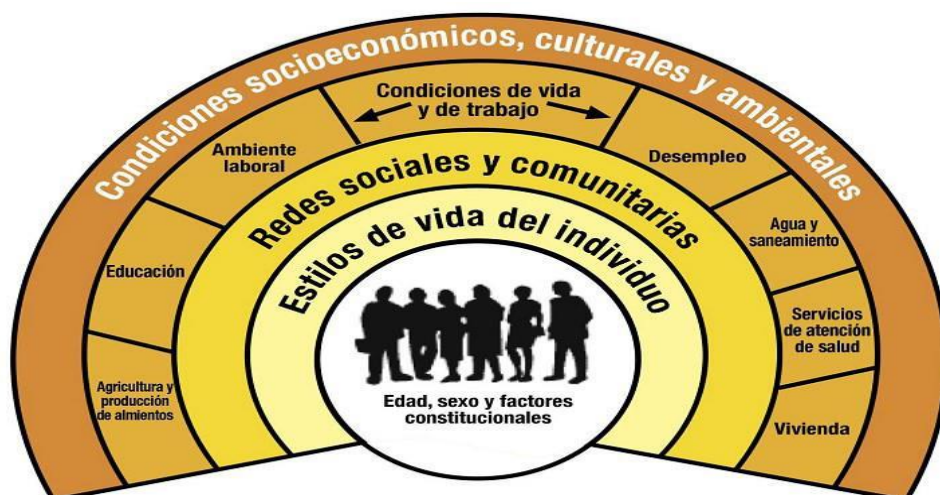 Condiciones socioeconómicos, culturales y ambientales
Condiciones de vida
y de trabajo
Ambiente
laboral
Desempleo
Educación
Agua y
saneamiento
Agricultura y
producción
de almientos
Servicios
de atención
de salud
Vivienda
Redes sociales y comunitarias
Estilos de vida del individuo
Edad, sexo y factores
constitucionales